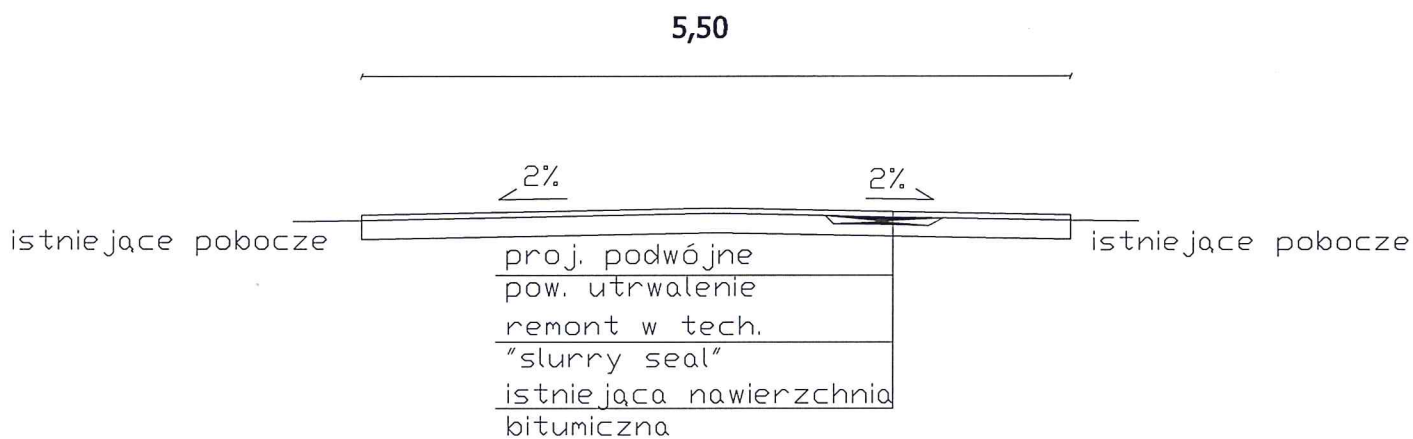 5,50
2%
2%
istniejące pobocze
istniejące pobocze
proj. podwójne
pow. utrwalenie
remont w tech.
"slurry seal"
istniejąca nawierzchnia
bitumiczna